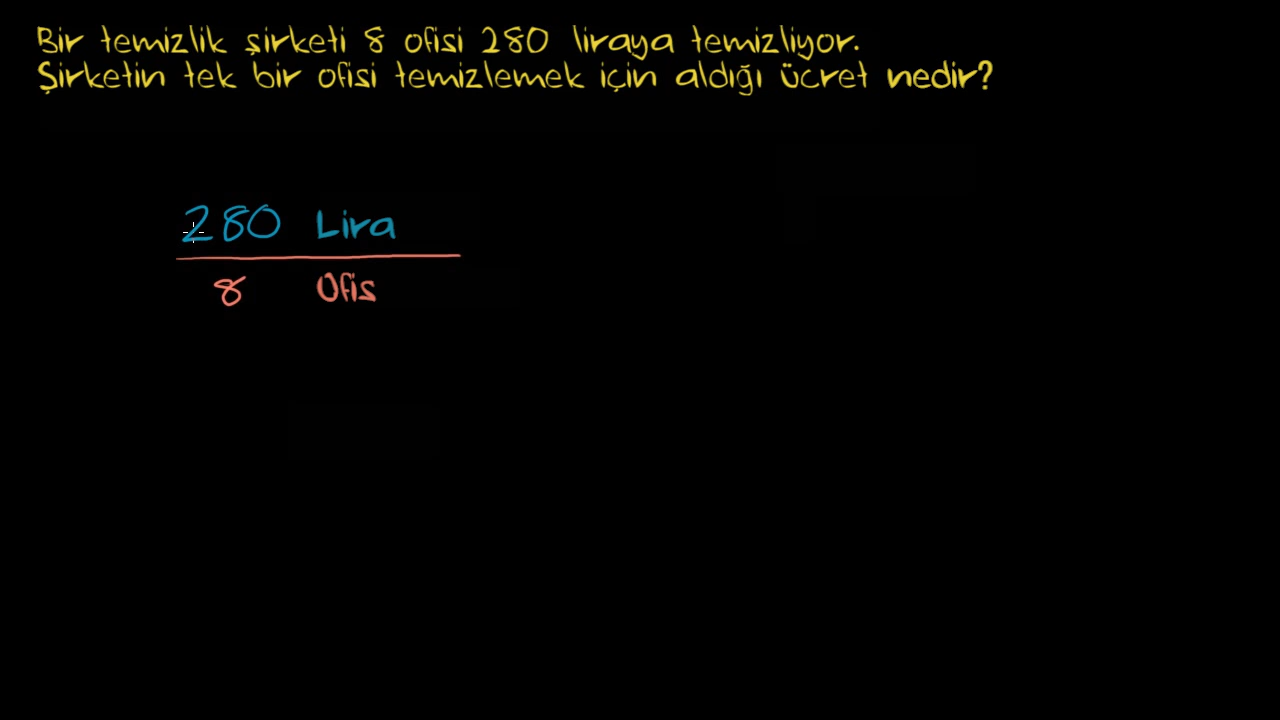 Bir temizlik şirketi 8 ofisi 280 liraya temizliyor.
Şirketin tek bir ofisi temizlemek için aldığı ücret nedir?
280 Lira
8 Ofis